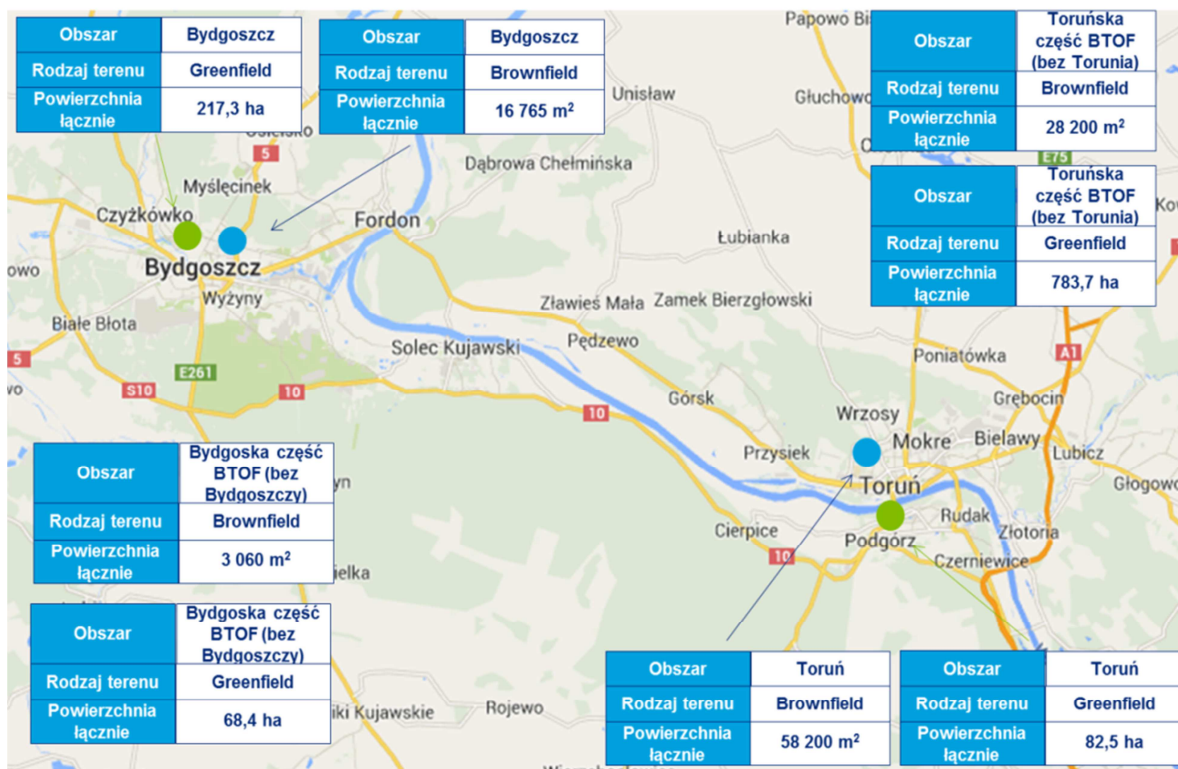 Obszar Bydgoszcz
Rodzaj terenu Greenfield
Powierzchnia łącznie 217,3 ha
Obszar Bydgoszcz
Rodzaj terenu Brownfield
Powierzchnia łącznie 16 765 m²
Obszar Toruńska część BTOF (bez Torunia)
Rodzaj terenu Brownfield
Powierzchnia łącznie 28 200 m²
Obszar Toruńska część BTOF (bez Torunia)
Rodzaj terenu Greenfield
Powierzchnia łącznie 783,7 ha
Papowo
Unisław
Dąbrowa Chełmińska
E75
5
Myślęcinek
Czyżkówko
Fordon
Łubianka
Bydgoszcz
Wyżyny
Zławieś Mała
Zamek Bierzgłowski
Białe Błota
Solec Kujawski
Pędzewo
Poniatówka
A1
5
E261
S10
10
10
Górsk
Grębocin
Wrzosy
Mokre
Bielawy
Lubicz
Przysiek
Toruń
Rudak
Złotoria
Cierpice
10
Podgórz
Czerniewice
Obszar Bydgoska część BTOF (bez Bydgoszczy)
Rodzaj terenu Brownfield
Powierzchnia łącznie 3 060 m²
Obszar Bydgoska część BTOF (bez Bydgoszczy)
Rodzaj terenu Greenfield
Powierzchnia łącznie 68,4 ha
Kujawskie
Rojewo
Obszar Toruń
Rodzaj terenu Brownfield
Powierzchnia łącznie 58 200 m²
Obszar Toruń
Rodzaj terenu Greenfield
Powierzchnia łącznie 82,5 ha